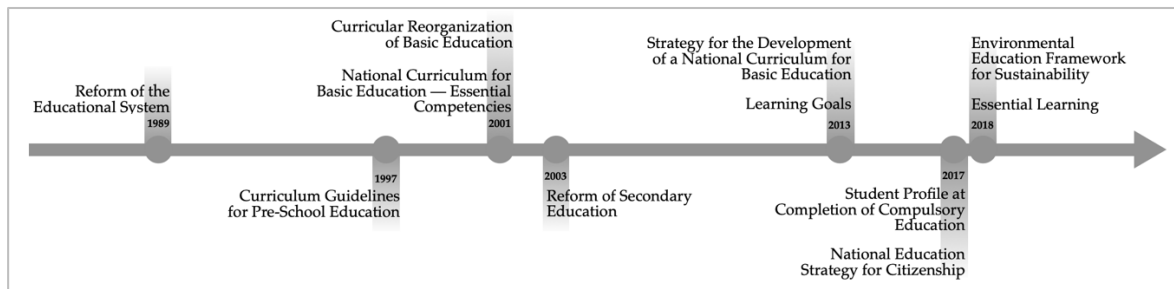 Reform of the
Educational System
1989
1997
Curriculum Guidelines
for Pre-School Education
Curricular Reorganization
of Basic Education
National Curriculum for
Basic Education — Essential
Competencies
2001
2003
Reform of Secondary
Education
Strategy for the Development
of a National Curriculum for
Basic Education
Learning Goals
2013
2017
Student Profile at
Completion of Compulsory
Education
National Education
Strategy for Citizenship
Environmental
Education Framework
for Sustainability
Essential Learning
2018